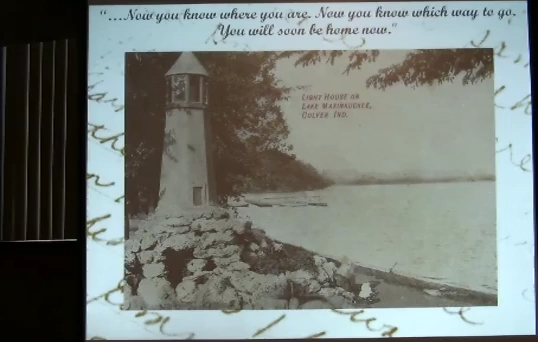 “....Now you know where you are. Now you know which way to go.
You will soon be home now.”
LIGHT HOUSE ON
LAKE MAXINKUCKEE,
CULVER, IND.